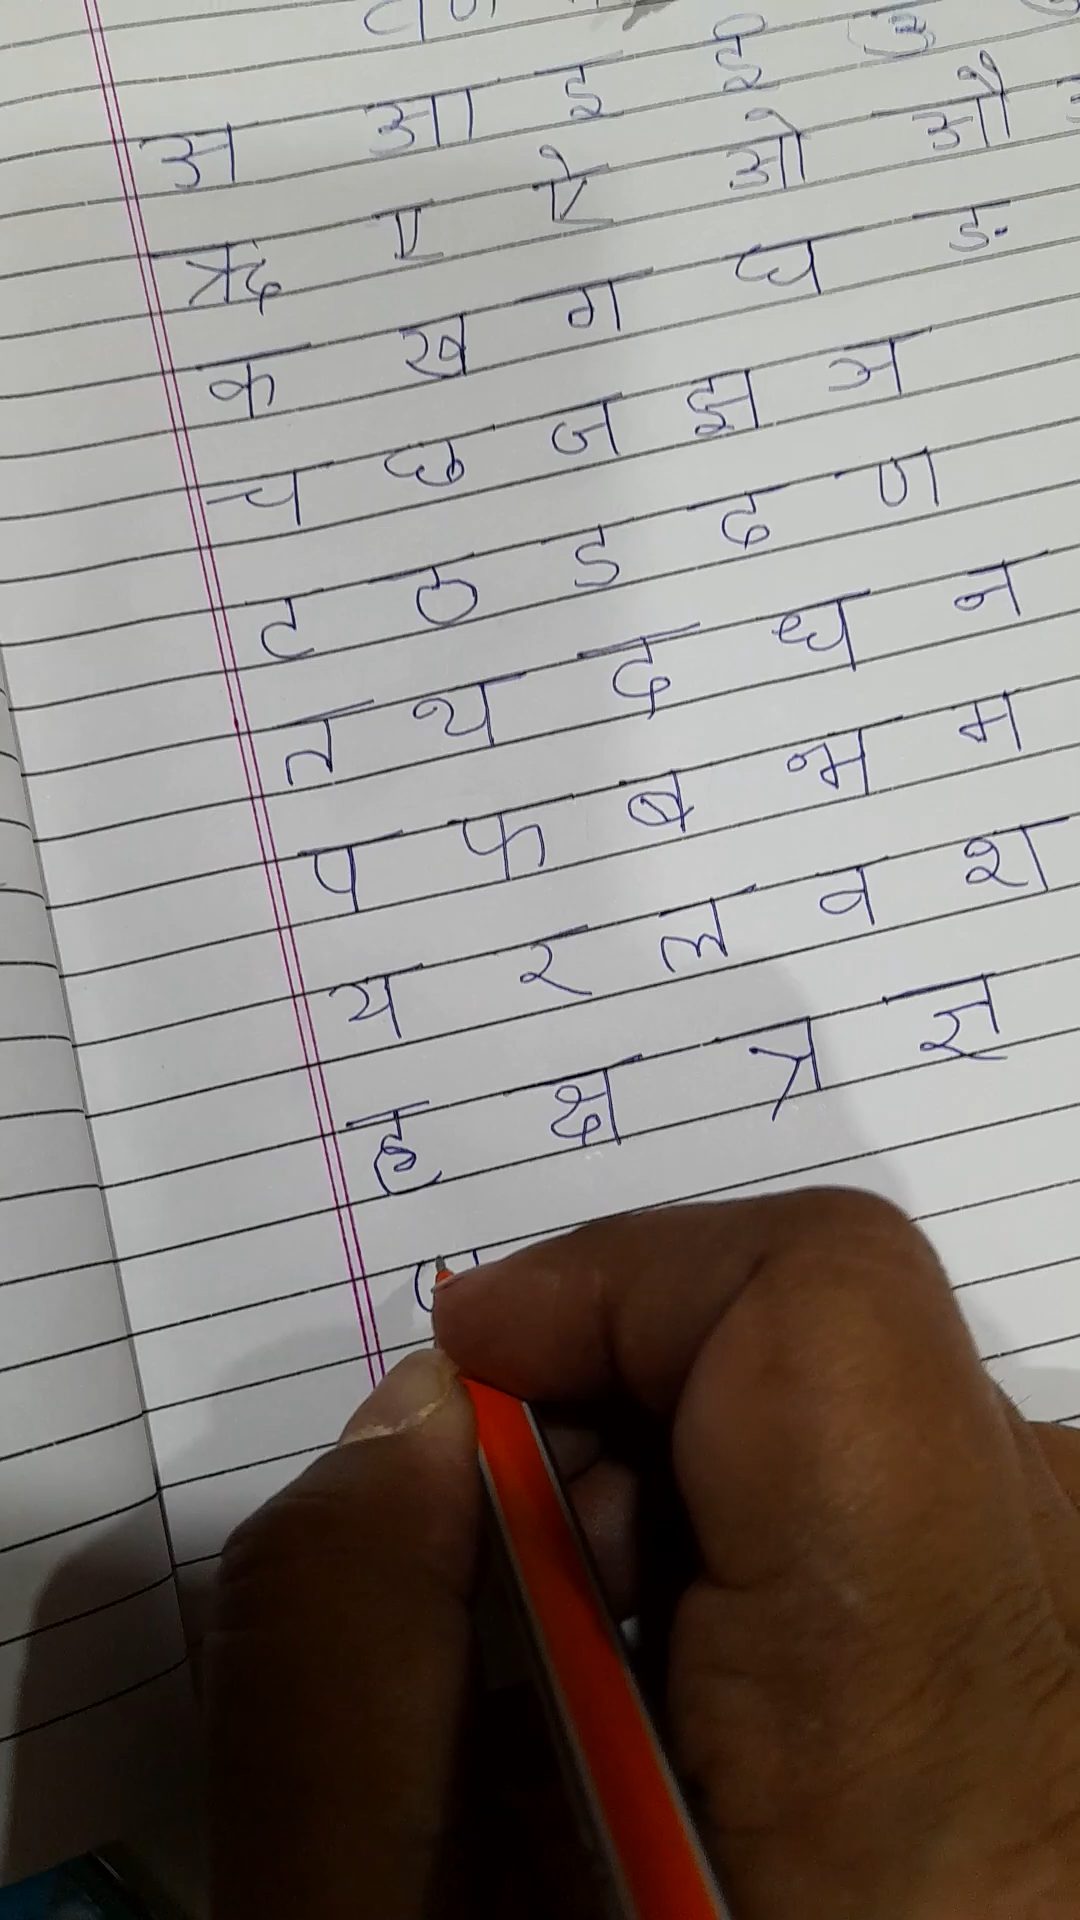 अ आ इ ई उ
ऋ ए ऐ ओ औ
क ख ग घ ङ
च छ ज झ ञ
ट ठ ड ढ ण
त थ द ध न
प फ ब भ म
य र ल व श
ह क्ष त्र ज्ञ